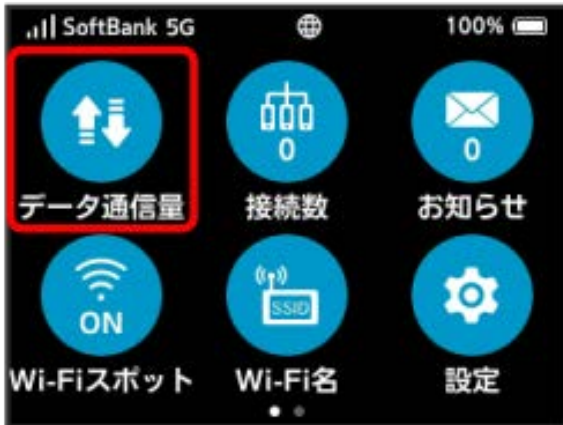 SoftBank 5G 100%
0 0
データ通信量 接続数 お知らせ
ON SSID
Wi-Fiスポット Wi-Fi名 設定